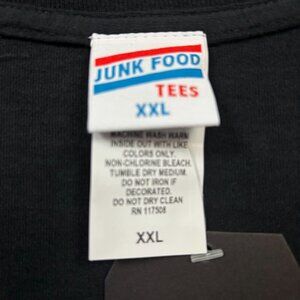 JUNK FOOD
TEES
XXL
MACHINE WASH WARM
INSIDE OUT WITH LIKE
COLORS ONLY.
NON-CHLORINE BLEACH.
TUMBLE DRY MEDIUM.
DO NOT IRON IF
DECORATED.
DO NOT DRY CLEAN
RN 117508
XXL